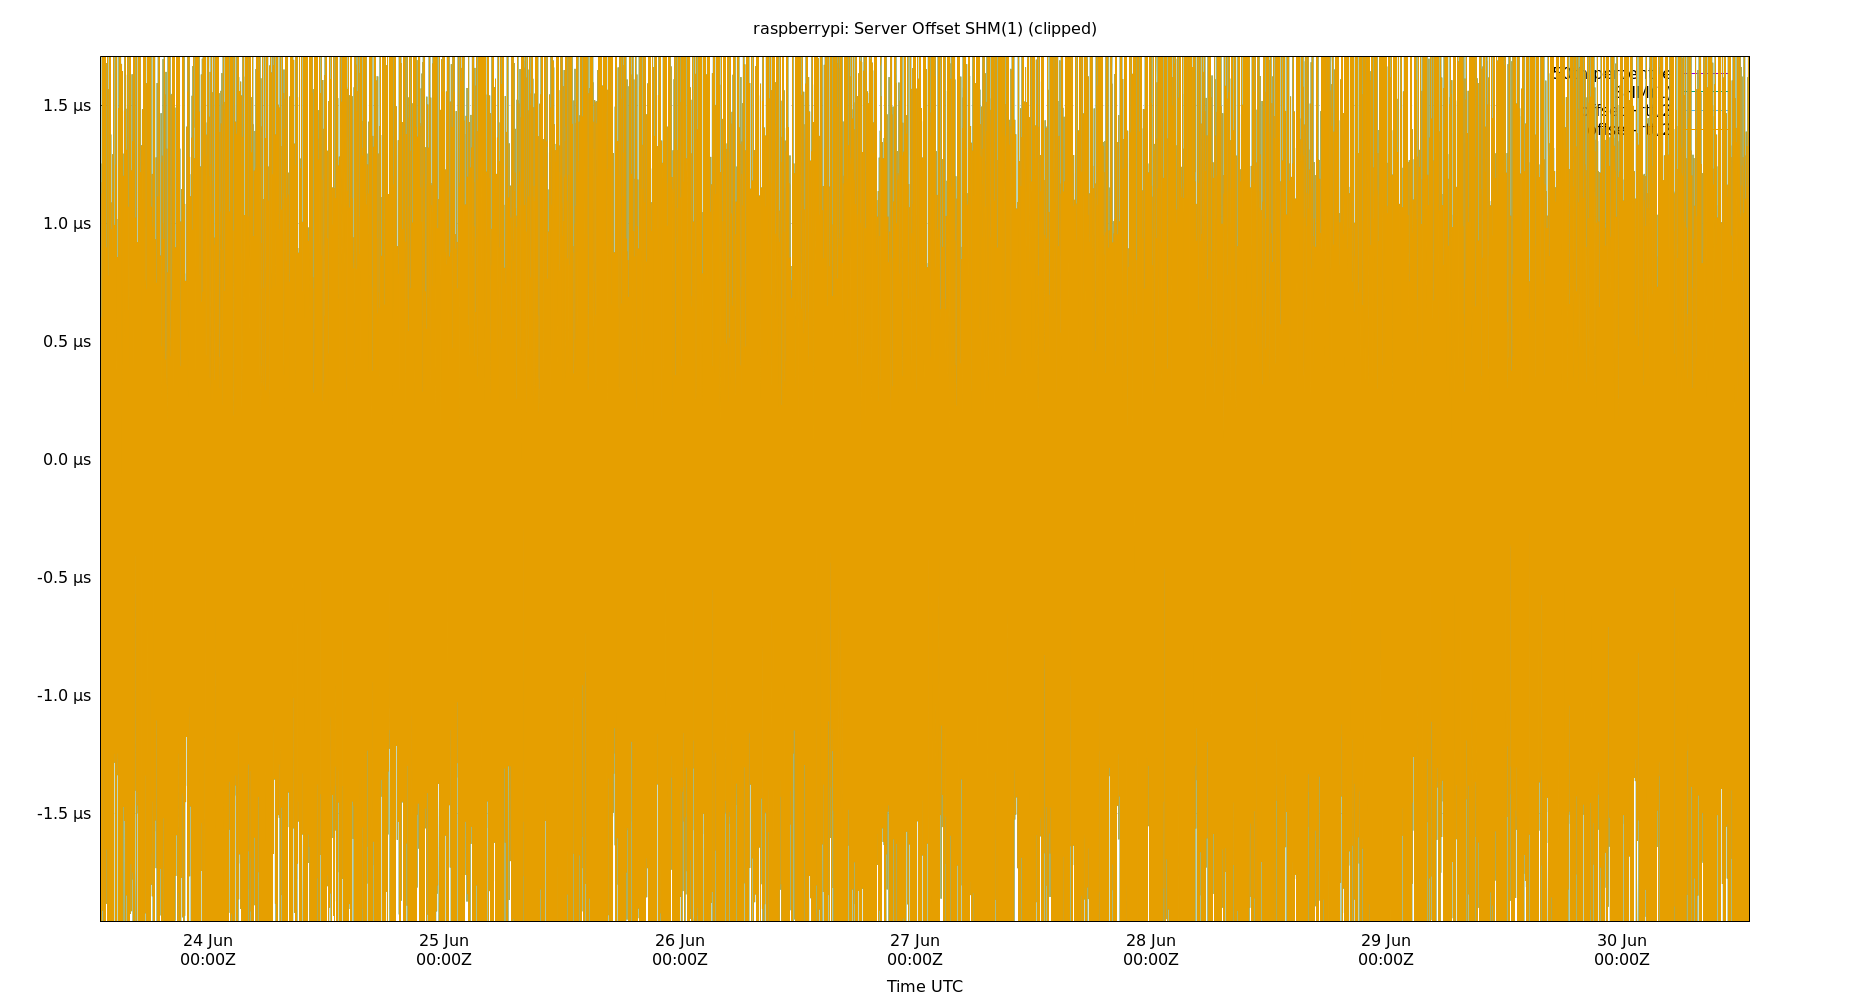 raspberrypi: Server Offset SHM(1) (clipped)
1.5 µs
1.0 µs
0.5 µs
0.0 µs
-0.5 µs
-1.0 µs
-1.5 µs
24 Jun
00:00Z
25 Jun
00:00Z
26 Jun
00:00Z
27 Jun
00:00Z
28 Jun
00:00Z
29 Jun
00:00Z
30 Jun
00:00Z
Time UTC